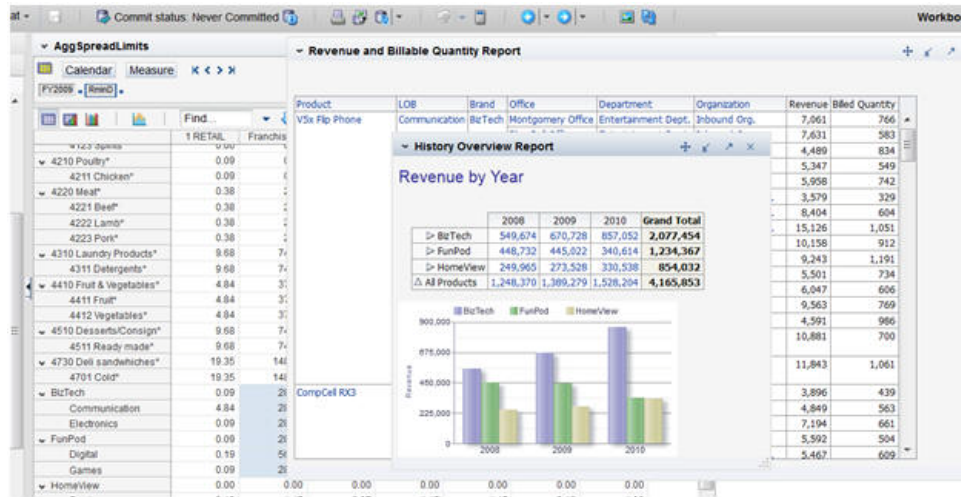 at - Commit status: Never Committed Workbo
AggSpreadLimits
Calendar Measure
FY2009
Find...
1 RETAIL Franchis
4210 Poultry* 0.09
4211 Chicken* 0.09
4220 Meat* 0.38
4221 Beef* 0.38
4222 Lamb* 0.38
4223 Pork* 0.38
4310 Laundry Products* 9.68
4311 Detergents* 9.68
4410 Fruit & Vegetables* 4.84
4411 Fruit* 4.84
4412 Vegetables* 4.84
4510 Desserts/Consign* 9.68
4511 Ready made* 9.68
4730 Deli sandwhiches* 19.35
4701 Cold* 19.35
BizTech 0.09
Communication 4.84
Electronics 0.09
FunPod 0.09
Digital 0.19
Games 0.09
HomeView 0.00 0.00 0.00 0.00 0.00 0.00 0.00
Revenue and Billable Quantity Report
Product LOB Brand Office Department Organization Revenue Billed Quantity
V5x Flip Phone Communication BizTech Montgomery Office Entertainment Dept. Inbound Org. 7,061 766
7,631 583
4,489 834
5,347 549
5,958 742
3,579 329
8,404 604
15,126 1,051
10,158 912
9,243 1,191
5,501 734
6,047 606
9,563 769
4,591 986
10,881 700
11,843 1,061
CompCell RX3 3,896 439
4,849 563
7,194 661
5,592 504
5,467 609
History Overview Report
Revenue by Year
2008 2009 2010 Grand Total
BizTech 549,674 670,728 857,052 2,077,454
FunPod 448,732 445,022 340,614 1,234,367
HomeView 249,965 273,528 330,538 854,032
All Products 1,248,370 1,389,279 1,528,204 4,165,853
BizTech FunPod HomeView
900,000
675,000
450,000
225,000
0
Revenue
2008 2009 2010